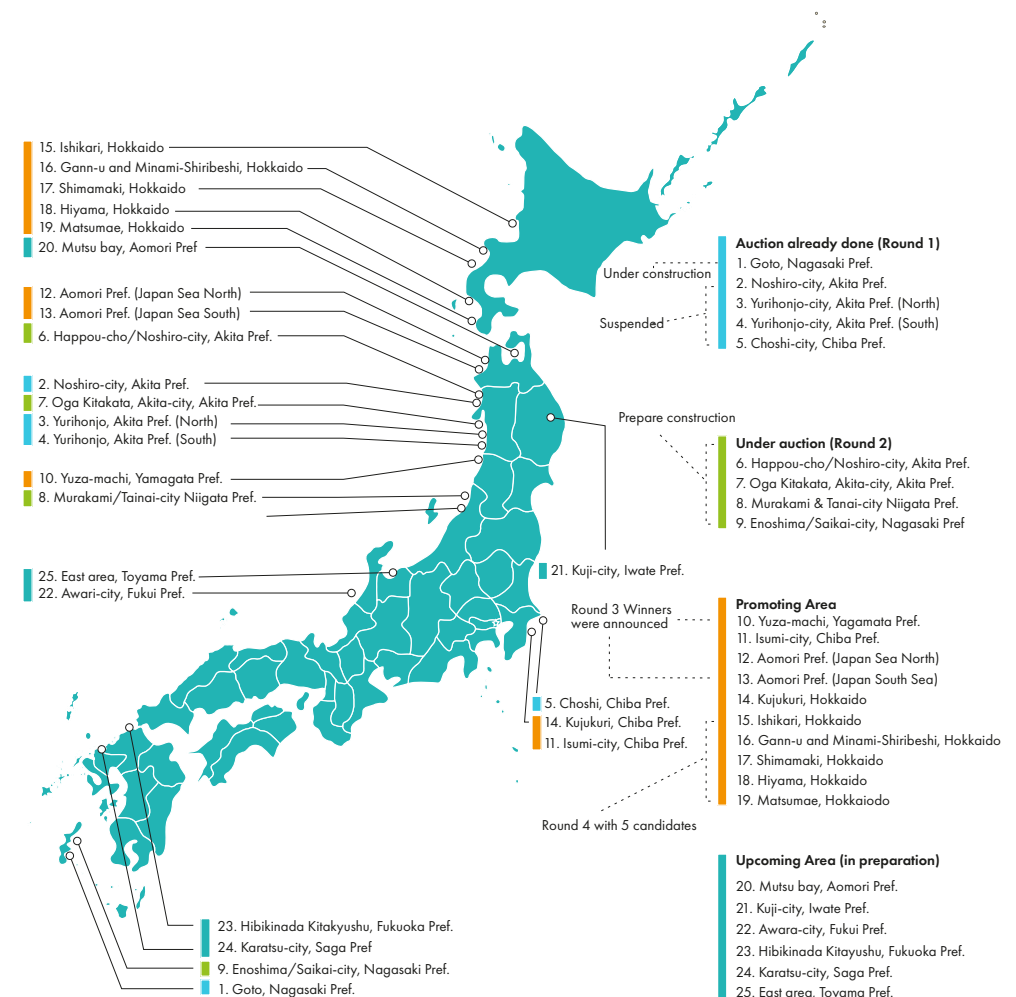 15. Ishikari, Hokkaido
16. Gann-u and Minami-Shiribeshi, Hokkaido
17. Shimamaki, Hokkaido
18. Hiyama, Hokkaido
19. Matsumae, Hokkaido
20. Mutsu bay, Aomori Pref
12. Aomori Pref. (Japan Sea North)
13. Aomori Pref. (Japan Sea South)
6. Happou-cho/Noshiro-city, Akita Pref.
2. Noshiro-city, Akita Pref.
7. Oga Kitakata, Akita-city, Akita Pref.
3. Yurihonjo, Akita Pref. (North)
4. Yurihonjo, Akita Pref. (South)
10. Yuza-machi, Yamagata Pref.
8. Murakami/Tainai-city Niigata Pref.
25. East area, Toyama Pref.
22. Awari-city, Fukui Pref.
21. Kuji-city, Iwate Pref.
5. Choshi, Chiba Pref.
14. Kujukuri, Chiba Pref.
11. Isumi-city, Chiba Pref.
23. Hibikinada Kitakyushu, Fukuoka Pref.
24. Karatsu-city, Saga Pref
9. Enoshima/Saikai-city, Nagasaki Pref.
1. Goto, Nagasaki Pref.
Under construction
Suspended
Auction already done (Round 1)
1. Goto, Nagasaki Pref.
2. Noshiro-city, Akita Pref.
3. Yurihonjo-city, Akita Pref. (North)
4. Yurihonjo-city, Akita Pref. (South)
5. Choshi-city, Chiba Pref.
Prepare construction
Under auction (Round 2)
6. Happou-cho/Noshiro-city, Akita Pref.
7. Oga Kitakata, Akita-city, Akita Pref.
8. Murakami & Tanai-city Niigata Pref.
9. Enoshima/Saikai-city, Nagasaki Pref
Round 3 Winners
were announced
Promoting Area
10. Yuza-machi, Yagamata Pref.
11. Isumi-city, Chiba Pref.
12. Aomori Pref. (Japan Sea North)
13. Aomori Pref. (Japan South Sea)
14. Kujukuri, Hokkaido
15. Ishikari, Hokkaido
16. Gann-u and Minami-Shiribeshi, Hokkaido
17. Shimamaki, Hokkaido
18. Hiyama, Hokkaido
19. Matsumae, Hokkaiodo
Round 4 with 5 candidates
Upcoming Area (in preparation)
20. Mutsu bay, Aomori Pref.
21. Kuji-city, Iwate Pref.
22. Awara-city, Fukui Pref.
23. Hibikinada Kitayushu, Fukuoka Pref.
24. Karatsu-city, Saga Pref.
25. East area, Toyama Pref.